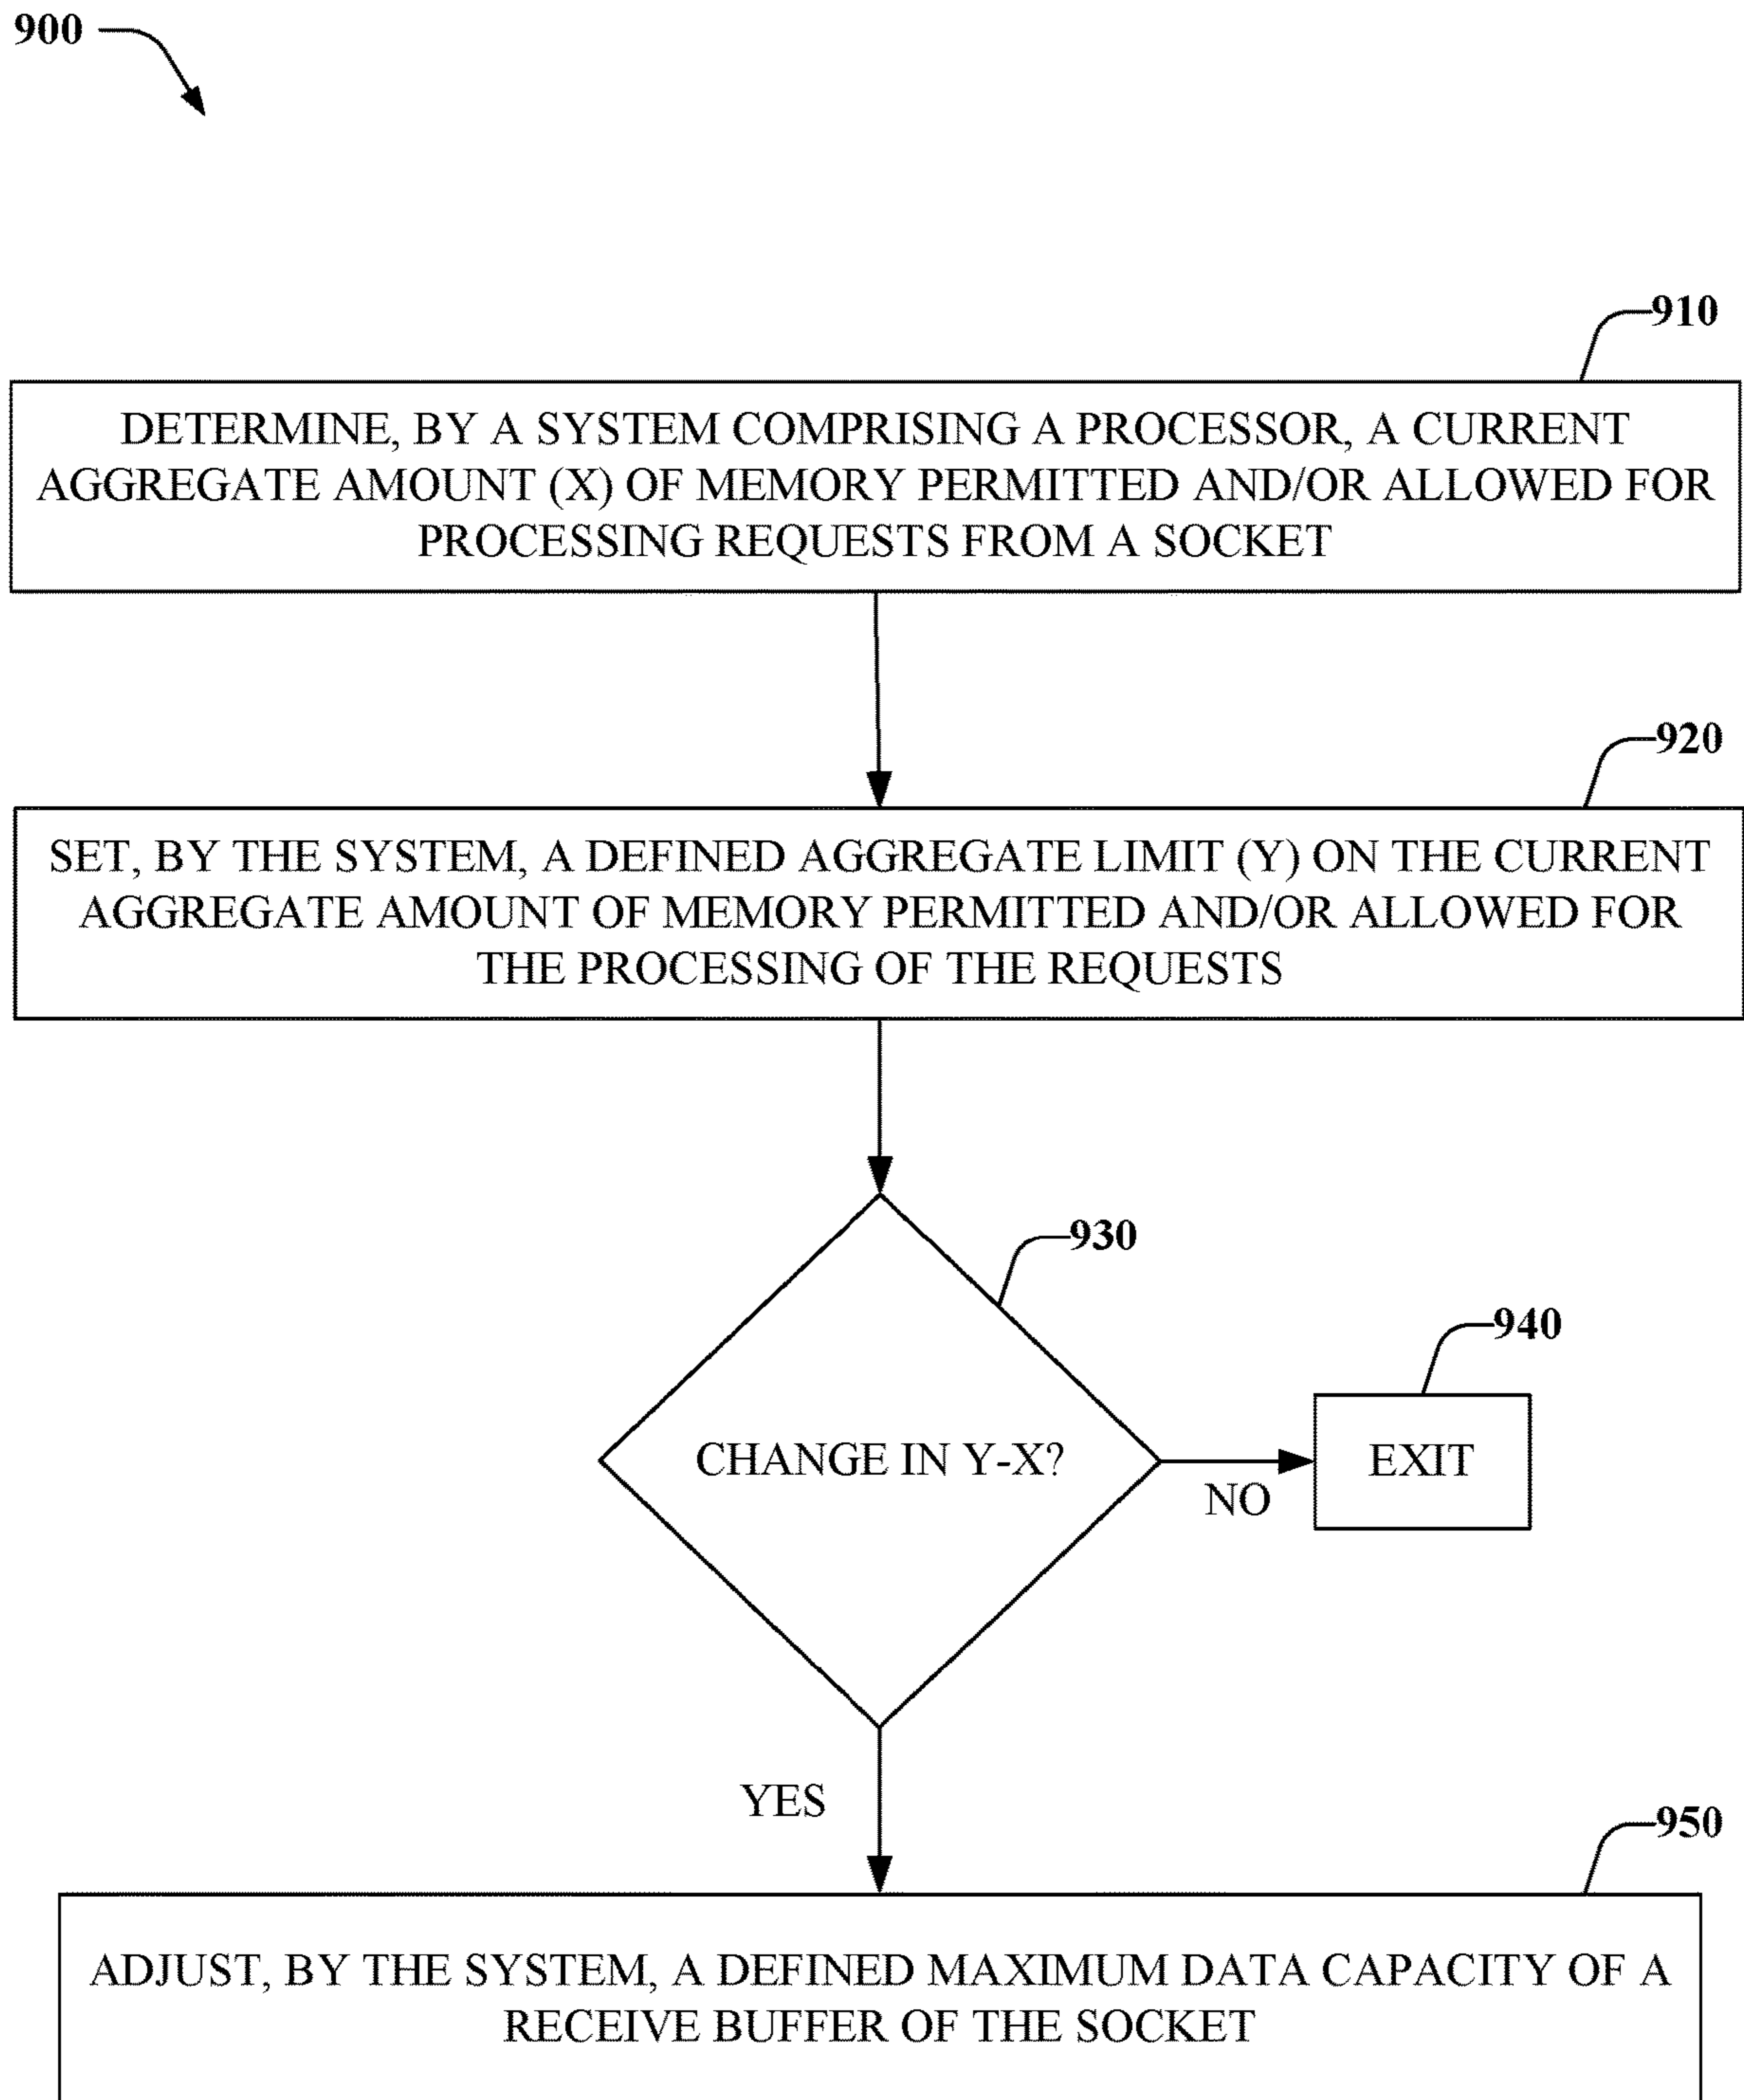 900
910
DETERMINE, BY A SYSTEM COMPRISING A PROCESSOR, A CURRENT
AGGREGATE AMOUNT (X) OF MEMORY PERMITTED AND/OR ALLOWED FOR
PROCESSING REQUESTS FROM A SOCKET
920
SET, BY THE SYSTEM, A DEFINED AGGREGATE LIMIT (Y) ON THE CURRENT
AGGREGATE AMOUNT OF MEMORY PERMITTED AND/OR ALLOWED FOR
THE PROCESSING OF THE REQUESTS
930
CHANGE IN Y-X?
940
EXIT
NO
YES
950
ADJUST, BY THE SYSTEM, A DEFINED MAXIMUM DATA CAPACITY OF A
RECEIVE BUFFER OF THE SOCKET